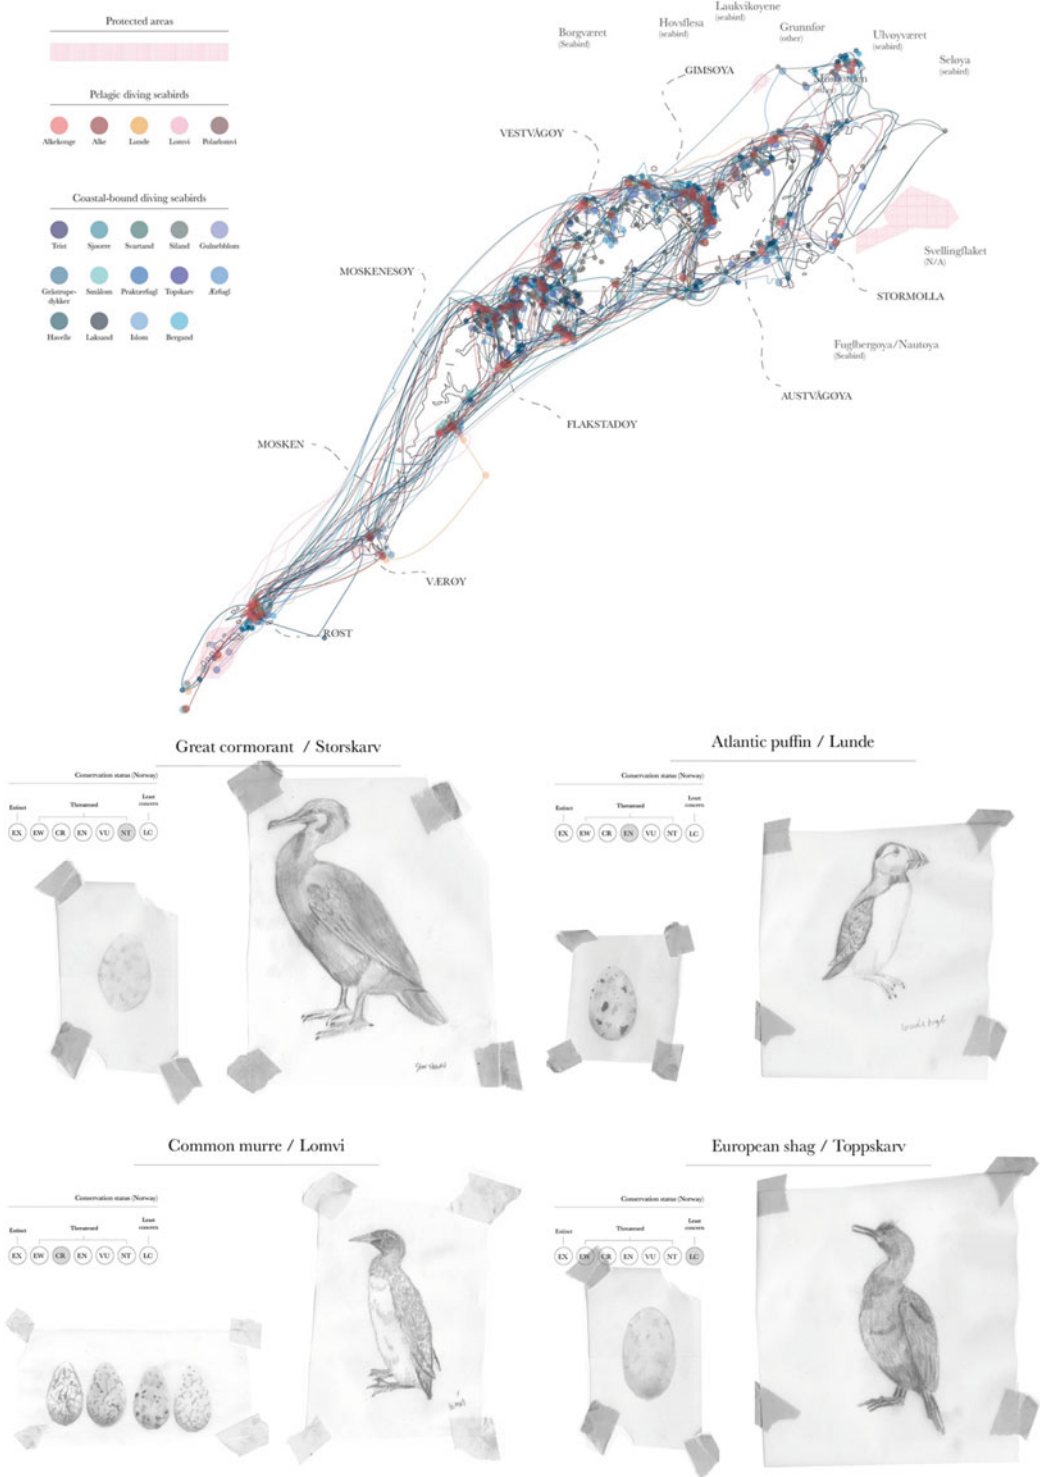 Protected areas
Pelagic diving seabirds
Alkekonge Alke Lunde Lomvi Polarlomvi
Coastal-bound diving seabirds
Teist Sjøorre Svartand Siland Gulnebblom
Gråstrupe-
dykker Smålom Praktærfugl Toppskarv Ærfugl
Havelle Laksand Islom Bergand
Laukvikøyene
(seabird)
Hovsflesa
(seabird)
Borgværet
(Seabird)
Grunnfør
(other)
Ulvøyværet
(seabird)
Seløya
(seabird)
(other)
GIMSØYA
VESTVÅGØY
MOSKENESØY
Svellingflaket
(N/A)
STORMOLLA
Fuglbergøya/Nautøya
(Seabird)
AUSTVÅGØYA
FLAKSTADØY
MOSKEN
VÆRØY
RØST
Great cormorant / Storskarv
Conservation status (Norway)
Extinct Threatened Least
concern
EX EW CR EN VU NT LC
Atlantic puffin / Lunde
Conservation status (Norway)
Extinct Threatened Least
concern
EX EW CR EN VU NT LC
Common murre / Lomvi
Conservation status (Norway)
Extinct Threatened Least
concern
EX EW CR EN VU NT LC
lomvi
European shag / Toppskarv
Conservation status (Norway)
Extinct Threatened Least
concern
EX EW CR EN VU NT LC